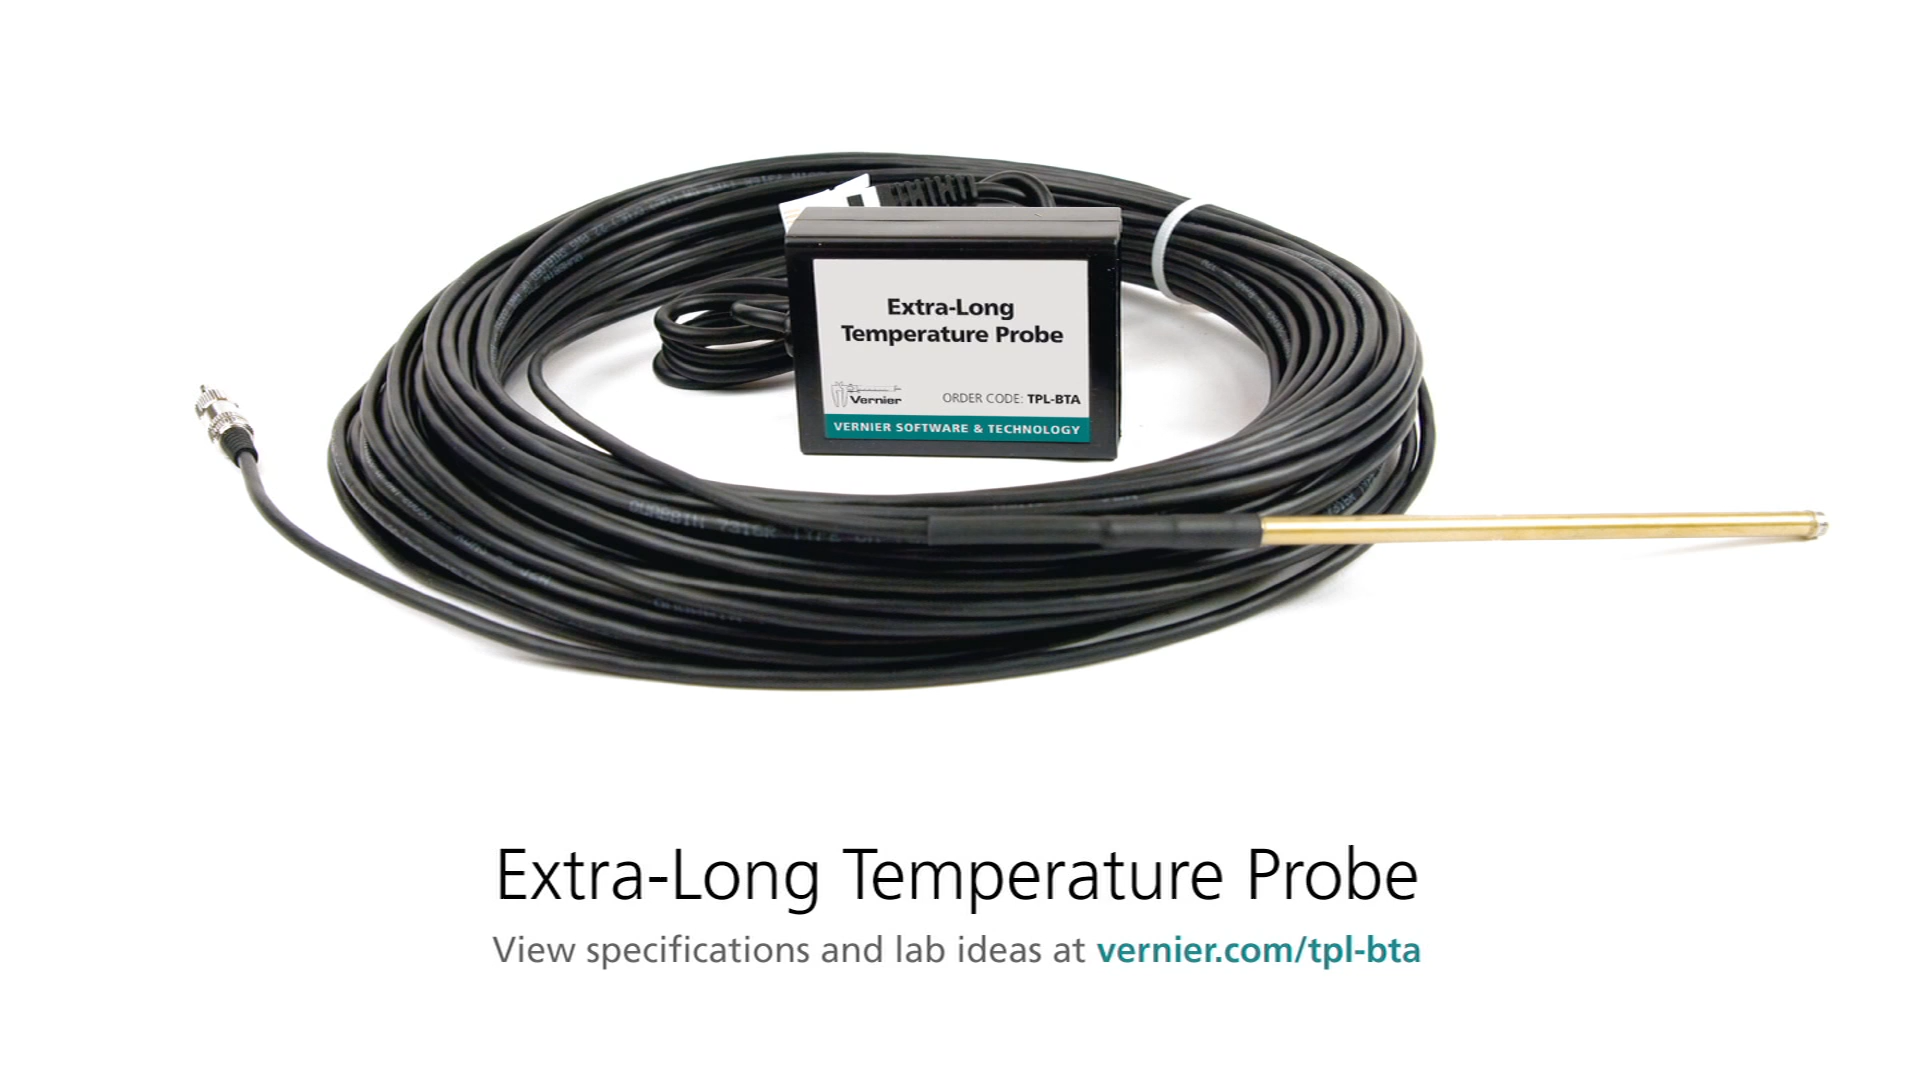 Extra-Long
Temperature Probe
Vernier
ORDER CODE: TPL-BTA
VERNIER SOFTWARE & TECHNOLOGY
Extra-Long Temperature Probe
View specifications and lab ideas at vernier.com/tpl-bta